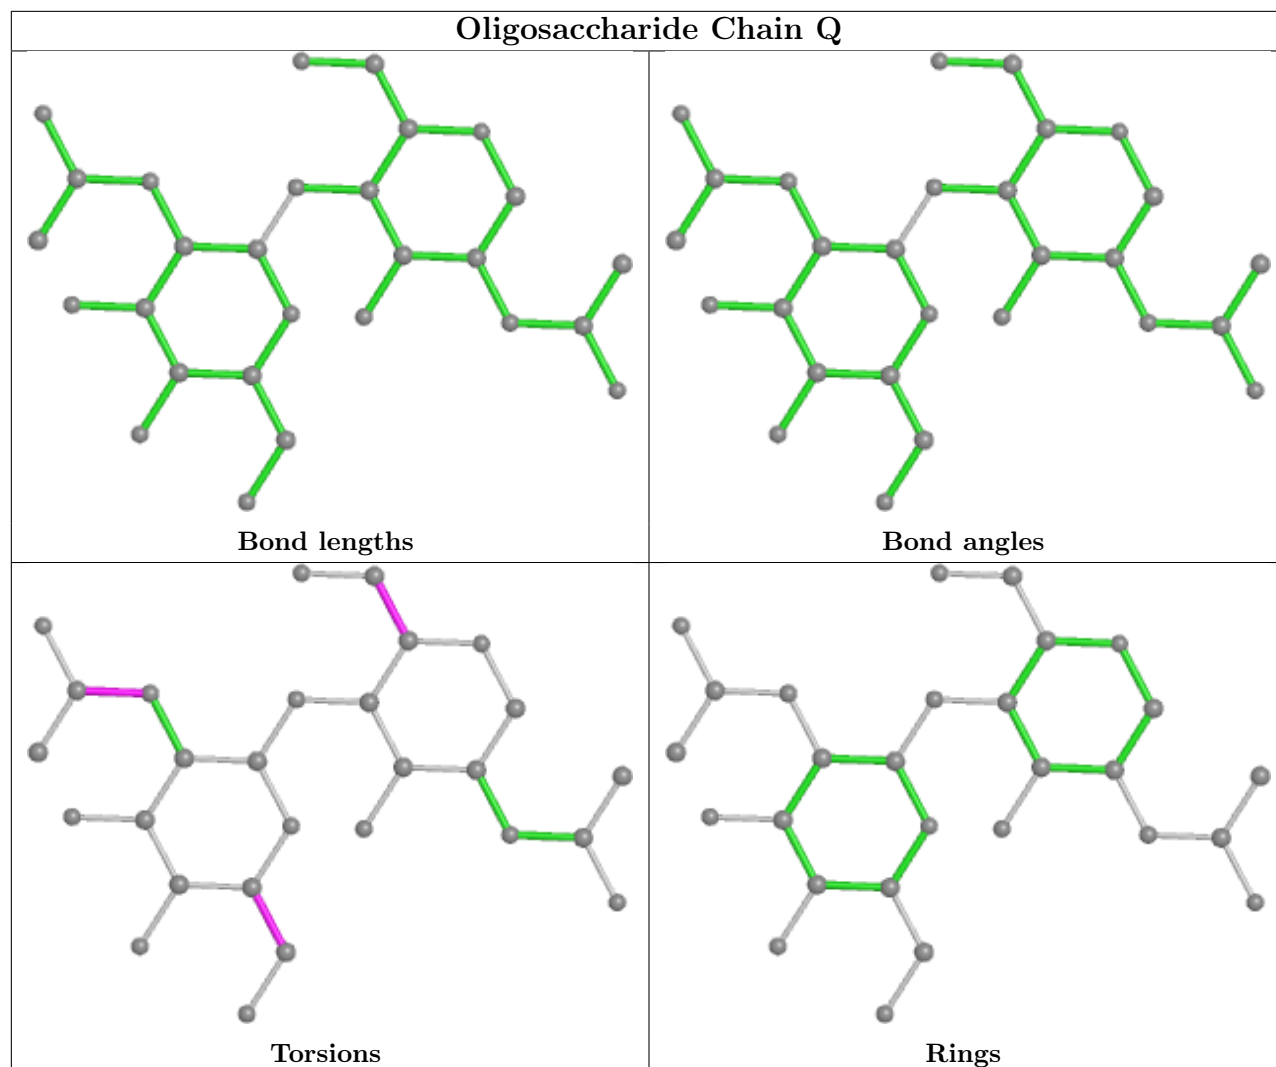 Oligosaccharide Chain Q
Bond lengths
Bond angles
Torsions
Rings